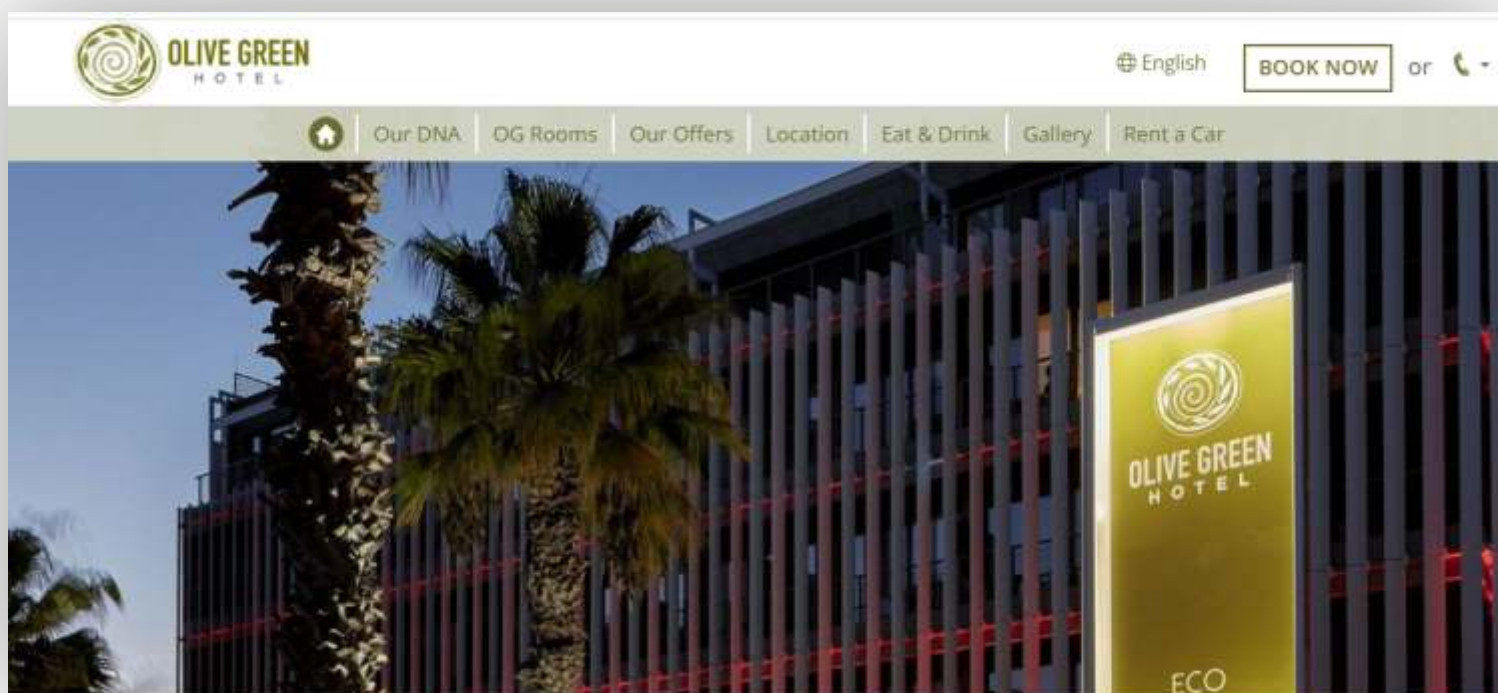 OLIVE GREEN
HOTEL
English
BOOK NOW or
Our DNA OG Rooms Our Offers Location Eat & Drink Gallery Rent a Car
OLIVE GREEN
HOTEL
ECO